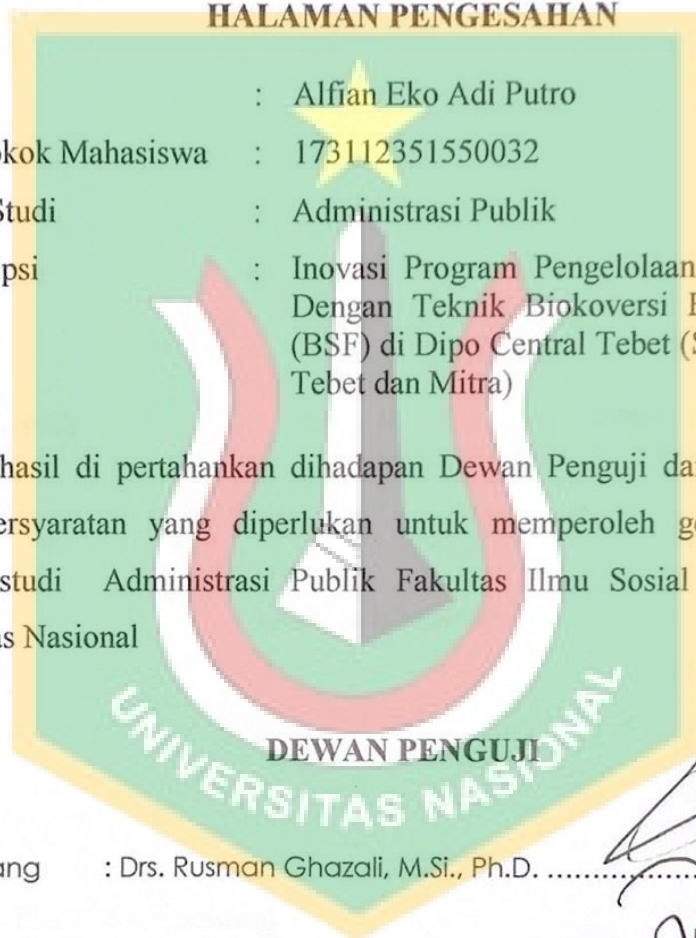 HALAMAN PENGESAHAN
: Alfian Eko Adi Putro
Mahasiswa : 173112351550032
: Administrasi Publik
: Inovasi Program Pengelolaan
Dengan Teknik Biokoversi
(BSF) di Dipo Central Tebet
Tebet dan Mitra)
di pertahankan dihadapan Dewan Penguji
yang diperlukan untuk memperoleh
Administrasi Publik Fakultas Ilmu Sosial
Nasional
DEWAN PENGUJI
UNIVERSITAS NASIONAL
: Drs. Rusman Ghazali, M.Si., Ph.D. ........................